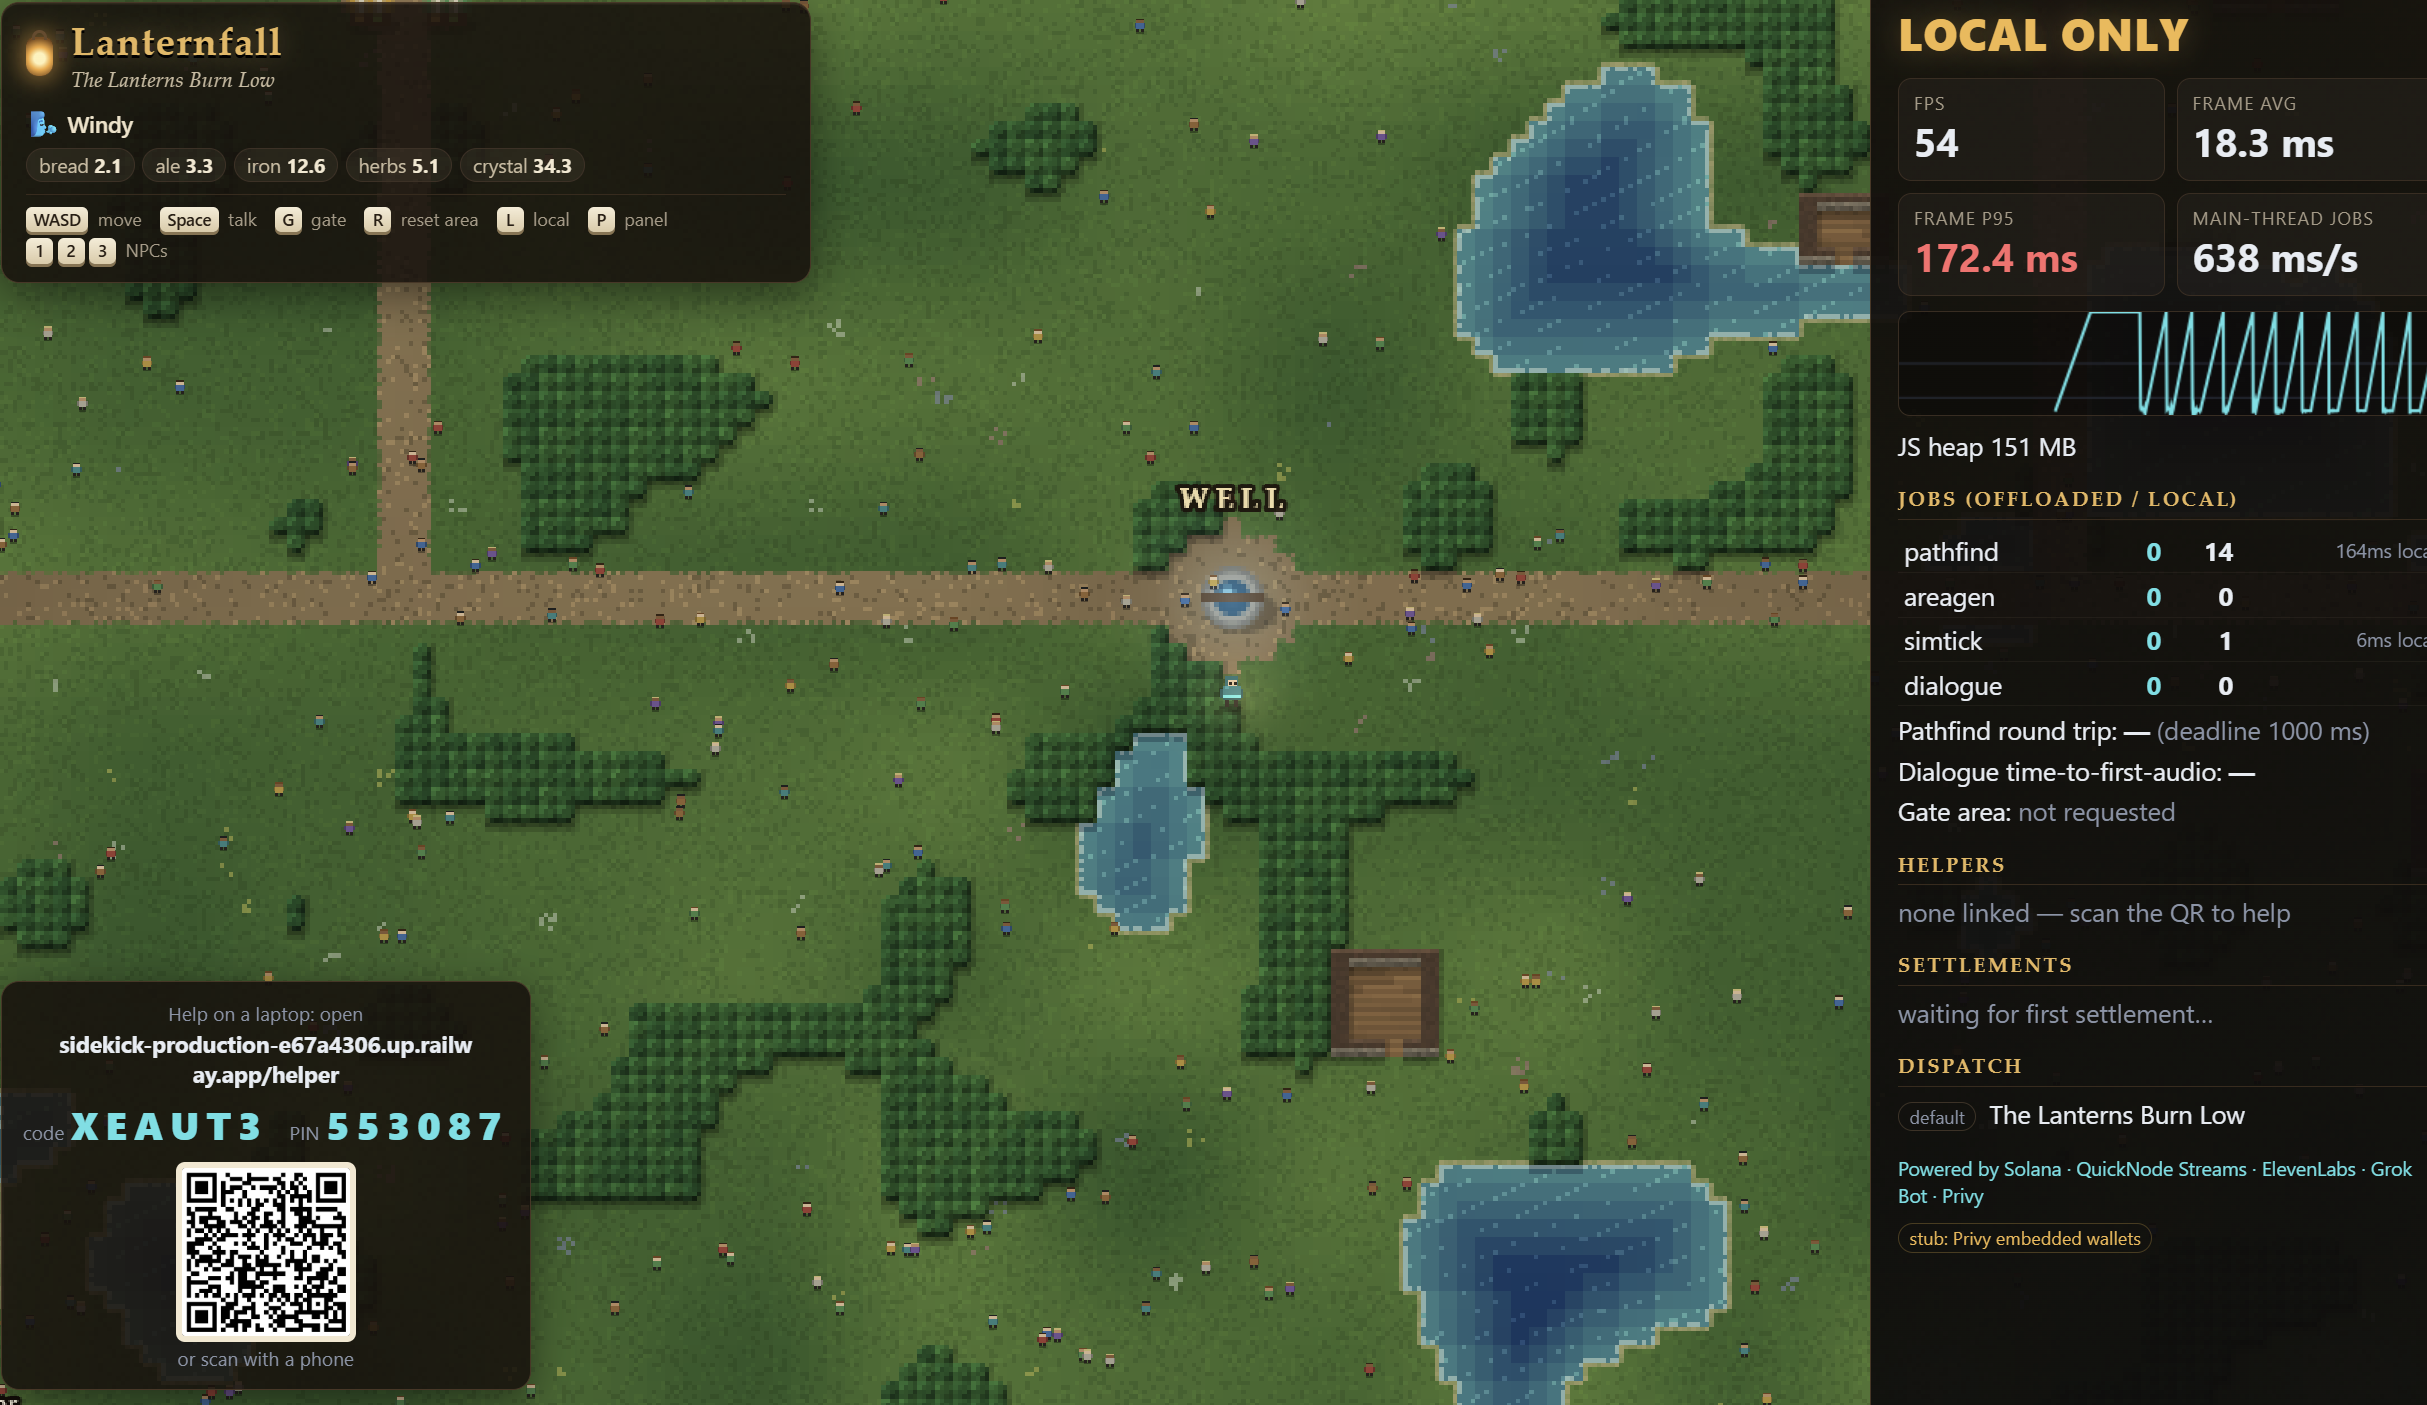 Lanternfall
The Lanterns Burn Low
Windy
bread 2.1 ale 3.3 iron 12.6 herbs 5.1 crystal 34.3
WASD move Space talk G gate R reset area L local P panel
1 2 3 NPCs
WELL
Help on a laptop: open
sidekick-production-e67a4306.up.railw
ay.app/helper
code XEAUT3 PIN 553087
or scan with a phone
LOCAL ONLY
FPS
54
FRAME AVG
18.3 ms
FRAME P95
172.4 ms
MAIN-THREAD JOBS
638 ms/s
JS heap 151 MB
JOBS (OFFLOADED / LOCAL)
pathfind 0 14 164ms loca
areagen 0 0
simtick 0 1 6ms loca
dialogue 0 0
Pathfind round trip: — (deadline 1000 ms)
Dialogue time-to-first-audio: —
Gate area: not requested
HELPERS
none linked — scan the QR to help
SETTLEMENTS
waiting for first settlement...
DISPATCH
default The Lanterns Burn Low
Powered by Solana · QuickNode Streams · ElevenLabs · Grok
Bot · Privy
stub: Privy embedded wallets